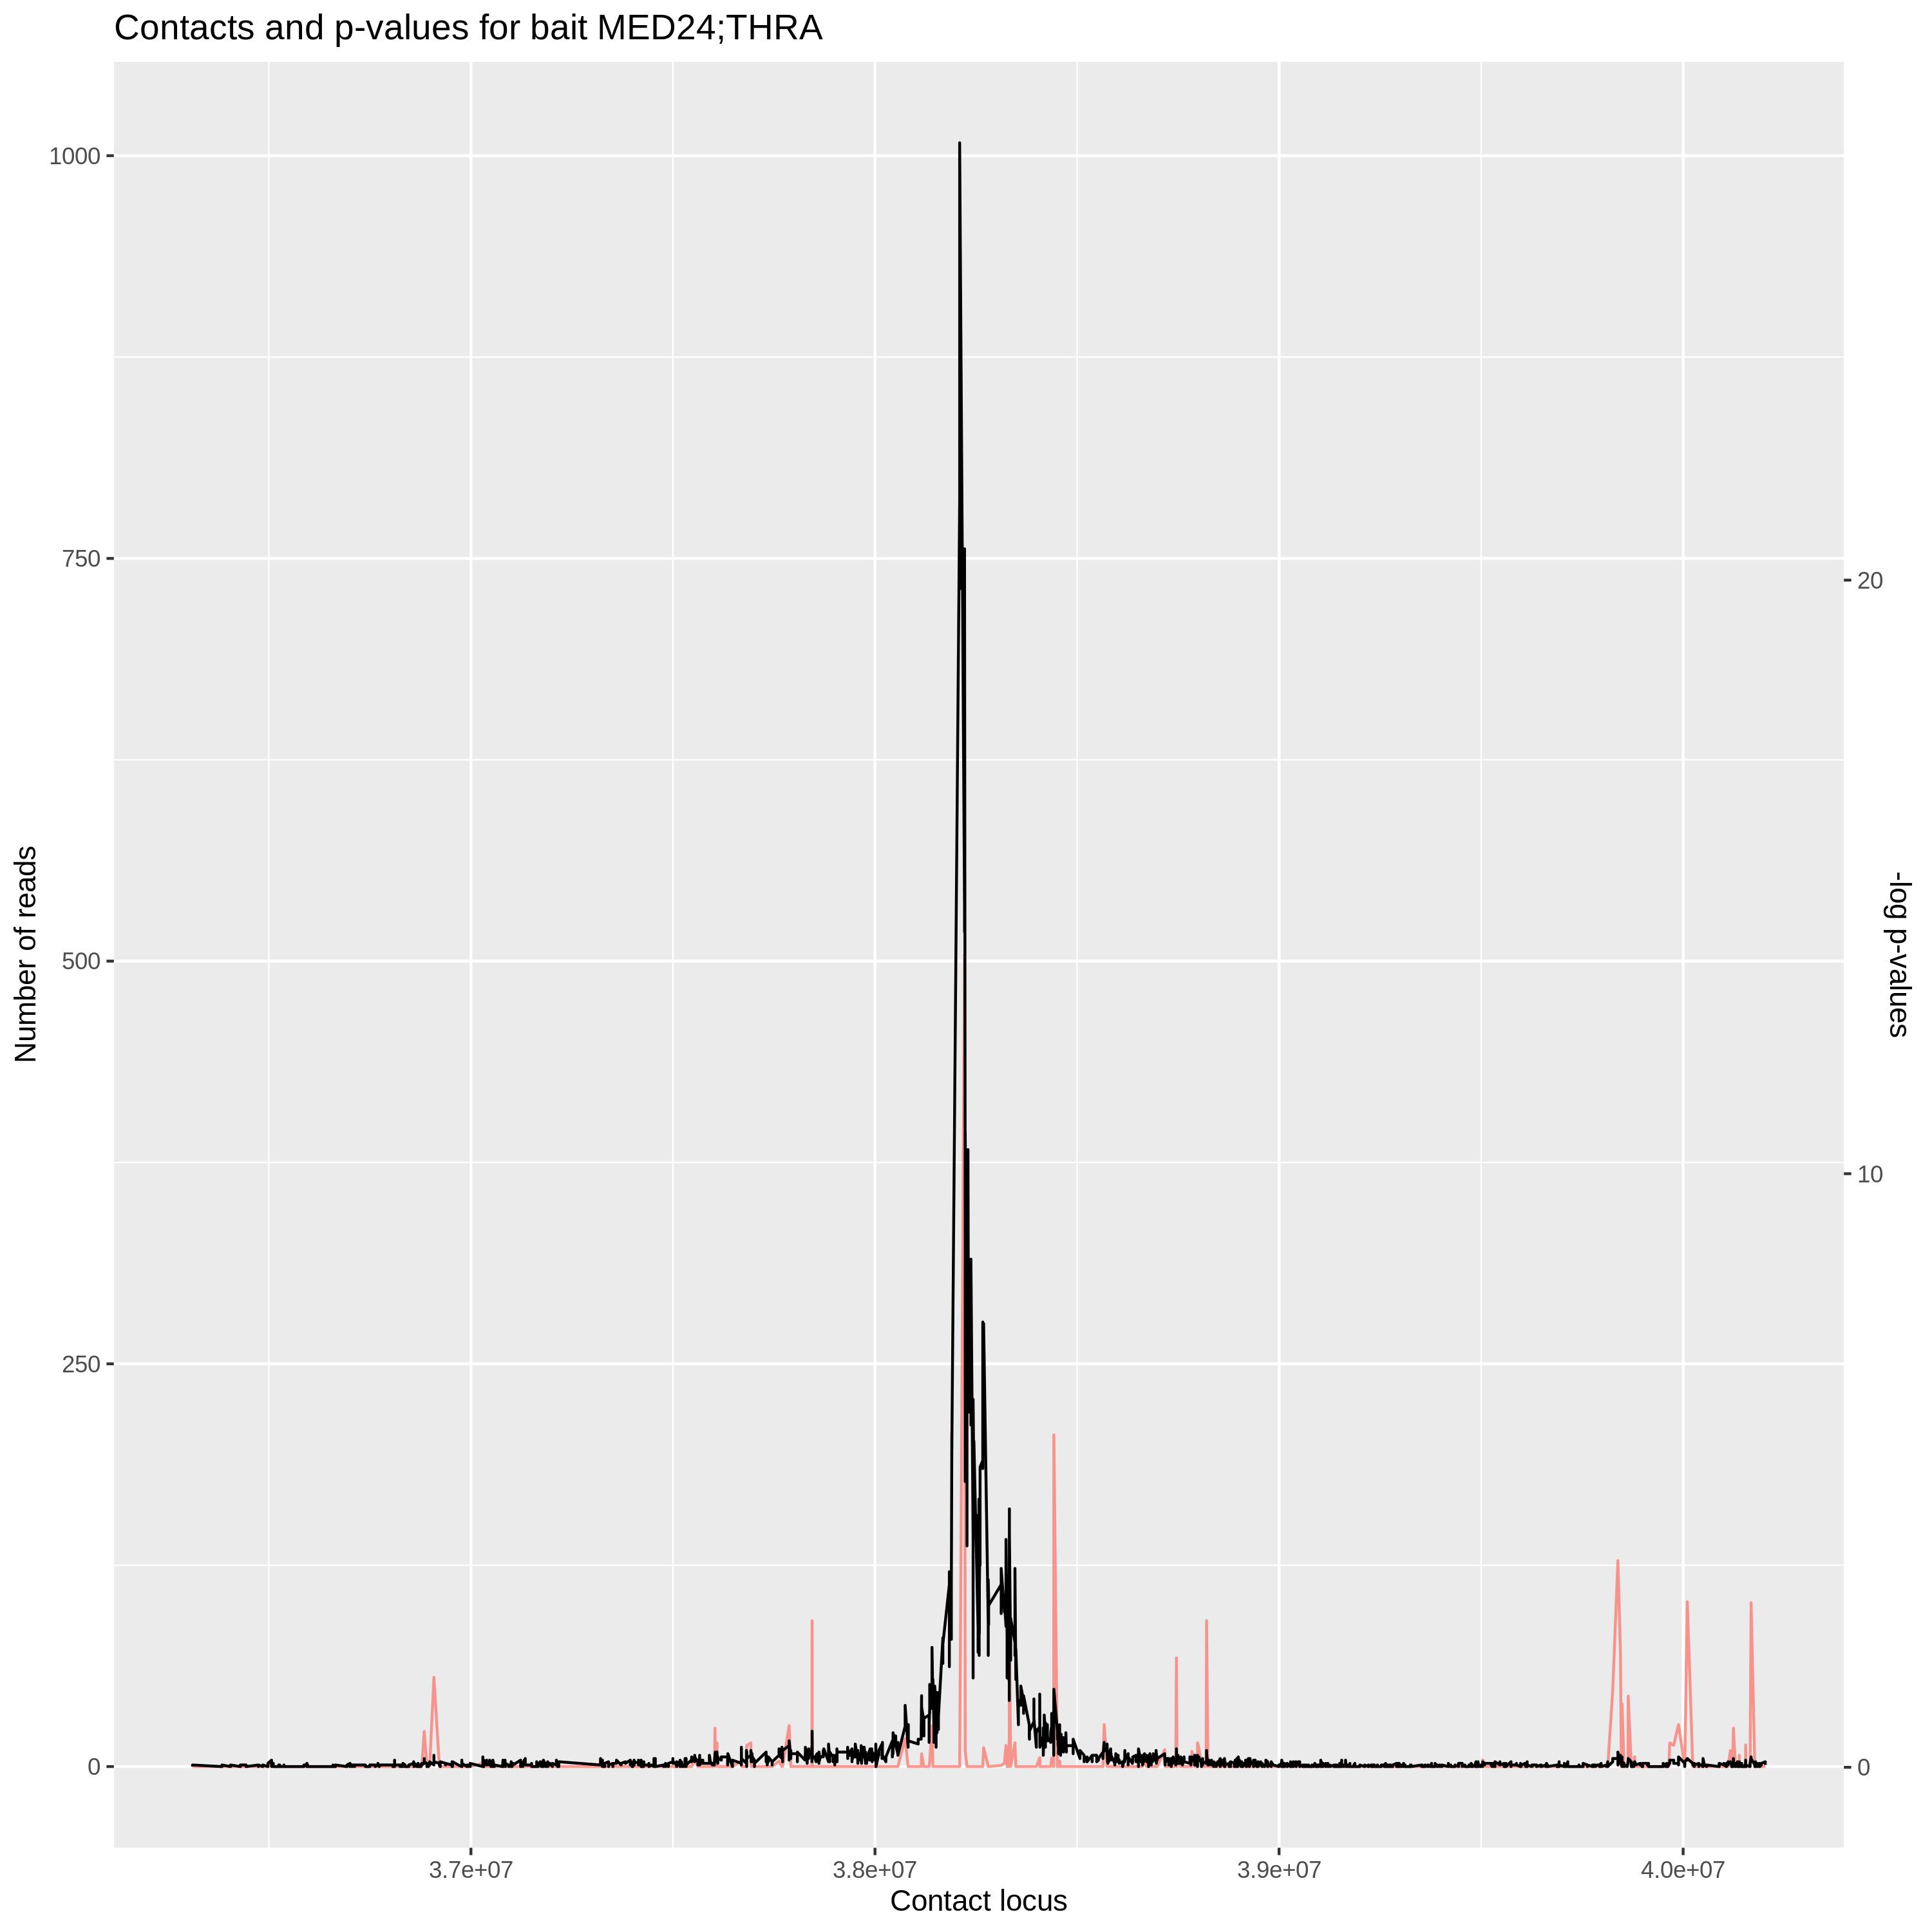 Contacts and p-values for bait MED24;THRA
1000
750
500
250
0
Number of reads
20
10
0
-log p-values
3.7e+07 3.8e+07 3.9e+07 4.0e+07
Contact locus